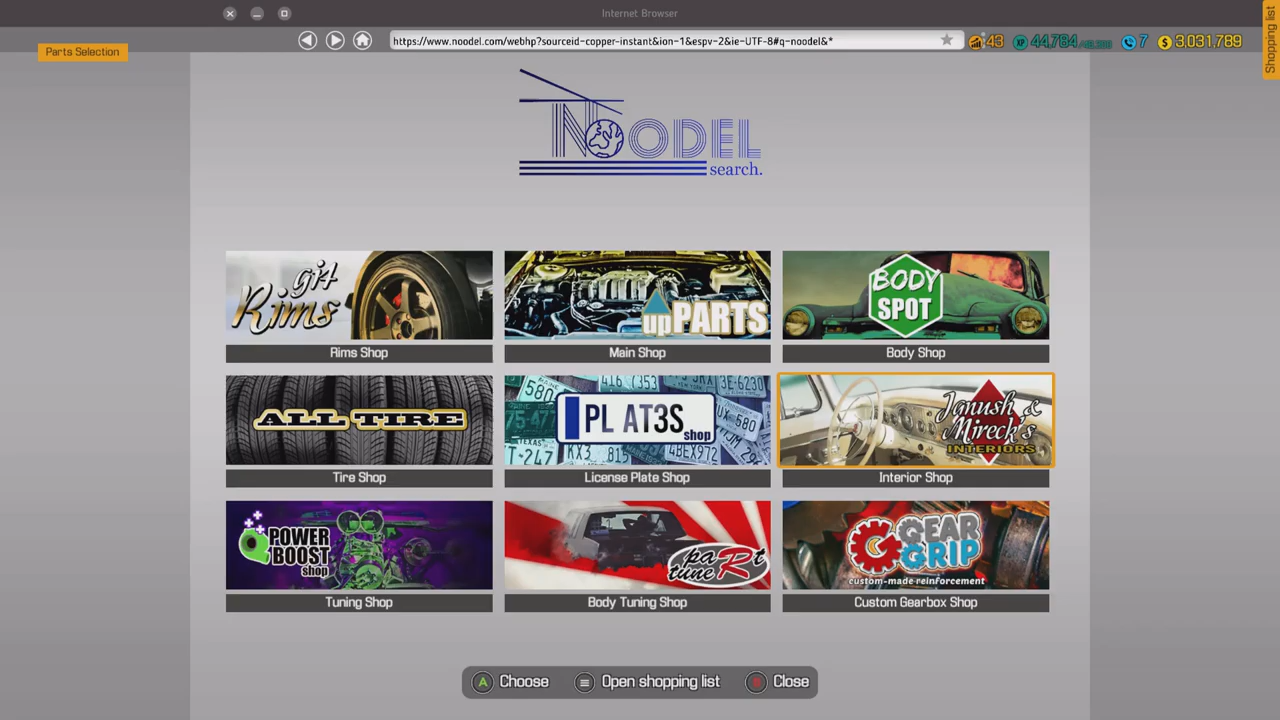 Internet Browser
Shopping list
Parts Selection
https://www.noodel.com/webhp?sourceid-copper-instant&ion-1&espv-2&ie-UTF-8#q-noodel&*
43
XP 44,784
7
$ 3,031,789
NOODEL
search.
gj4
Rims
Rims Shop
upPARTS
Main Shop
BODY
SPOT
Body Shop
ALL TIRE
Tire Shop
PL AT3S
shop
License Plate Shop
Janush &
Mireck's
INTERIORS
Interior Shop
POWER
BOOST
shop
Tuning Shop
paRt
tune
Body Tuning Shop
GEAR
GRIP
custom-made reinforcement
Custom Gearbox Shop
A Choose
Open shopping list
Close